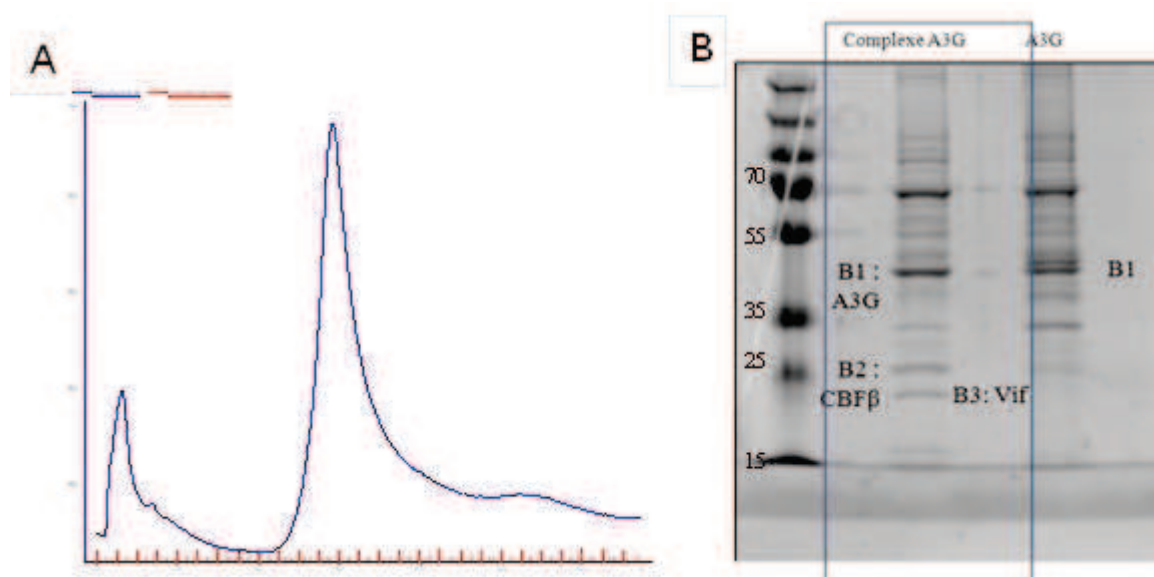 A
B
Complexe A3G
A3G
70
55
B1 :
A3G
B1
35
25
B2 :
CBFβ
B3: Vif
15